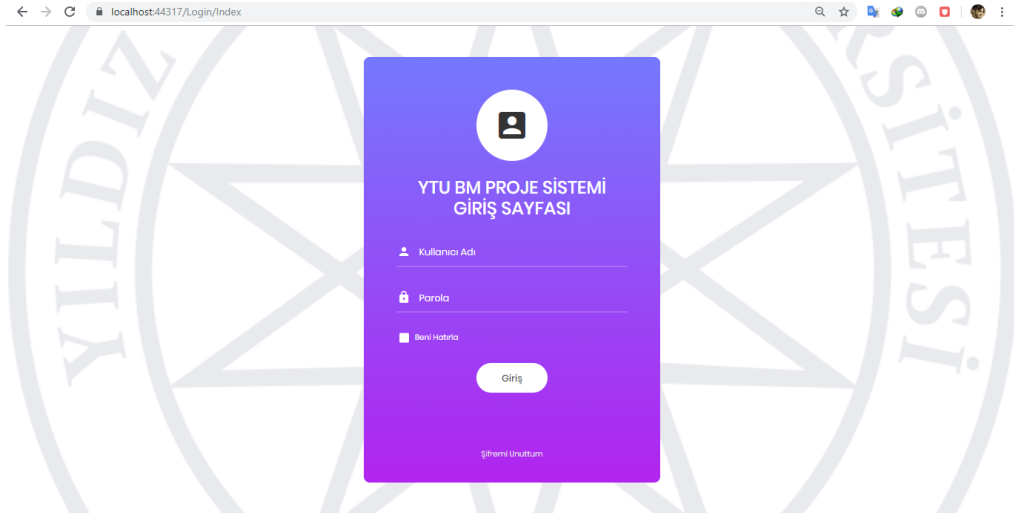 localhost:44317/Login/Index
YILDIZ
RSİTESİ
YTU BM PROJE SİSTEMİ
GİRİŞ SAYFASI
Kullanıcı Adı
Parola
Beni Hatırla
Giriş
Şifremi Unuttum